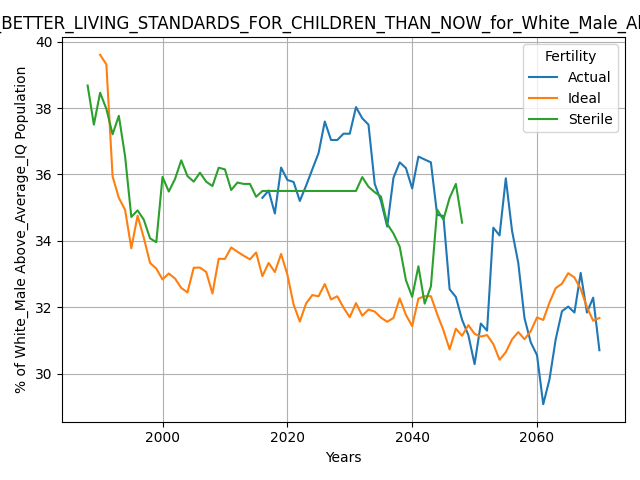 _BETTER_LIVING_STANDARDS_FOR_CHILDREN_THAN_NOW_for_White_Male_A
% of White_Male Above_Average_IQ Population
40
38
36
34
32
30
2000
2020
2040
2060
Years
Fertility
Actual
Ideal
Sterile